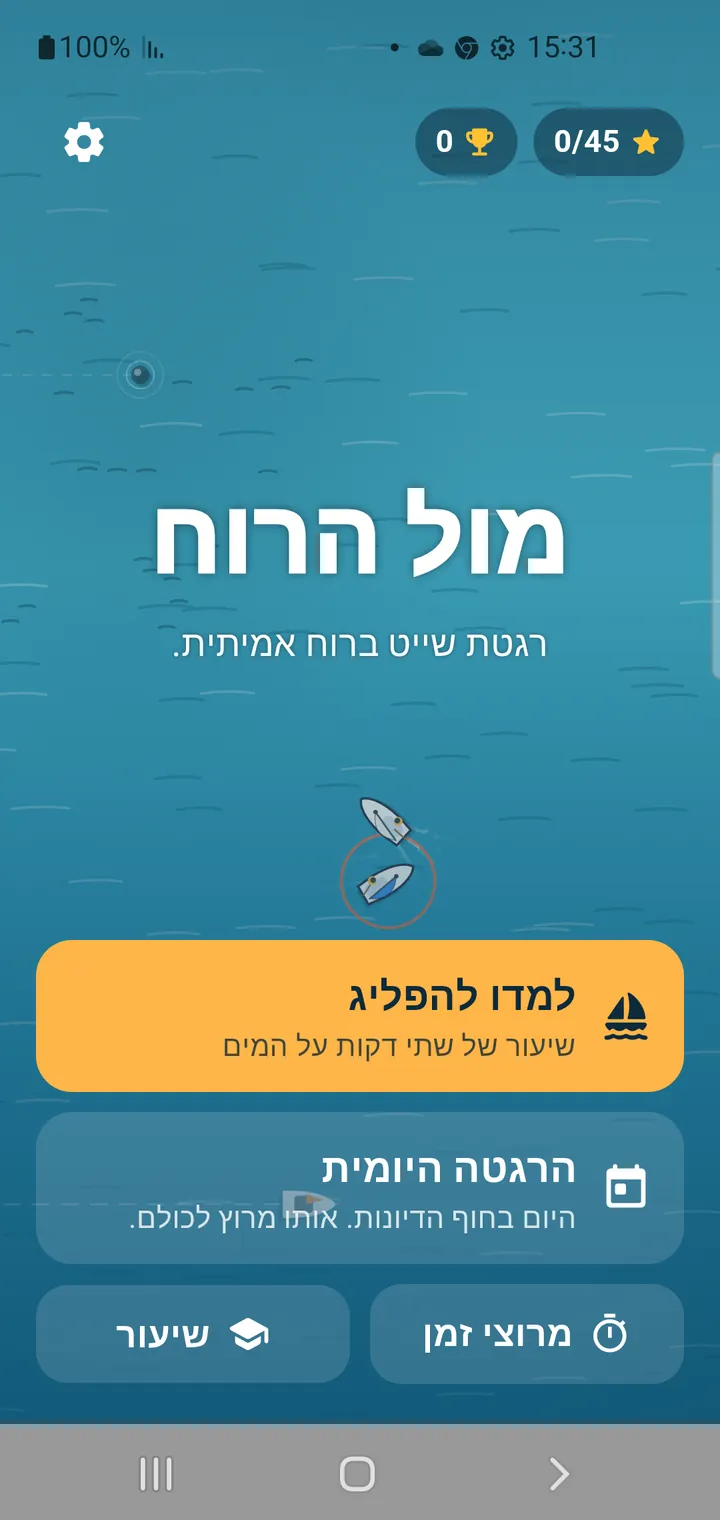 100% 15:31
0 0/45
מול הרוח
רגטת שייט ברוח אמיתית.
למדו להפליג
שיעור של שתי דקות על המים
הרגטה היומית
היום בחוף הדיונות. אותו מרוץ לכולם.
מרוצי זמן
שיעור